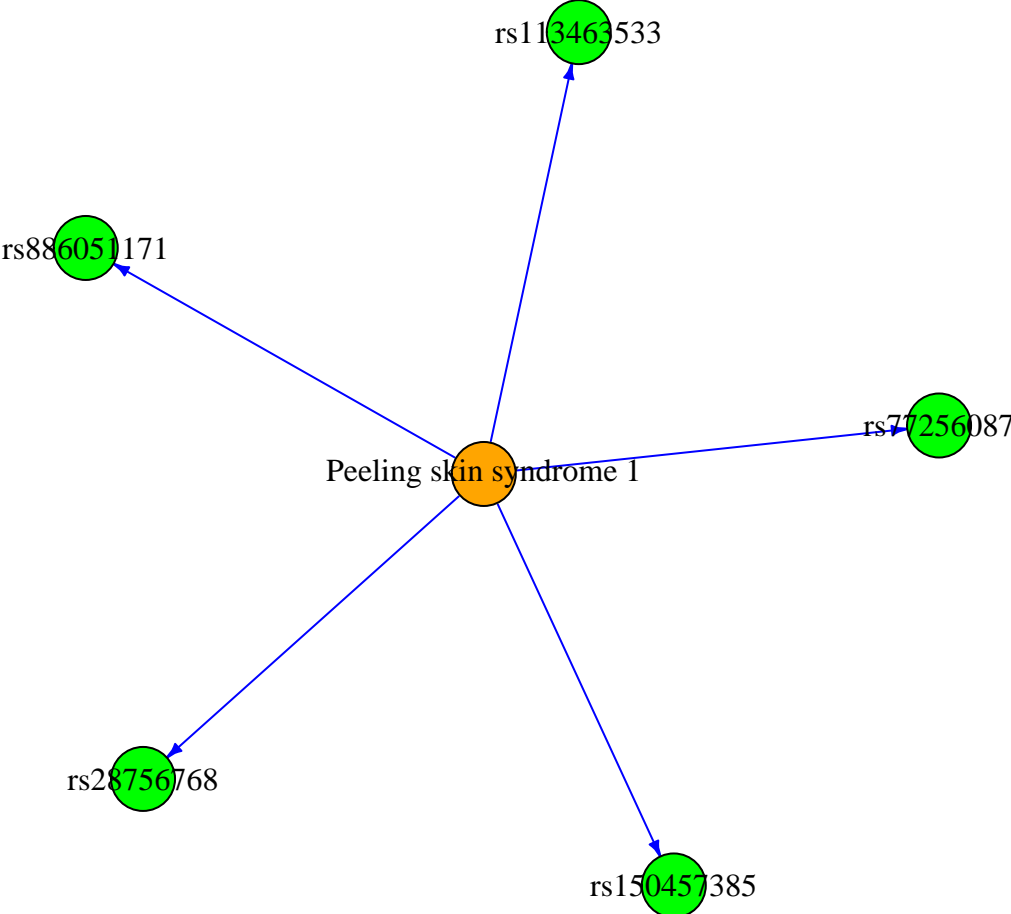 rs113463533
rs886051171
rs77256087
Peeling skin syndrome 1
rs28756768
rs150457385